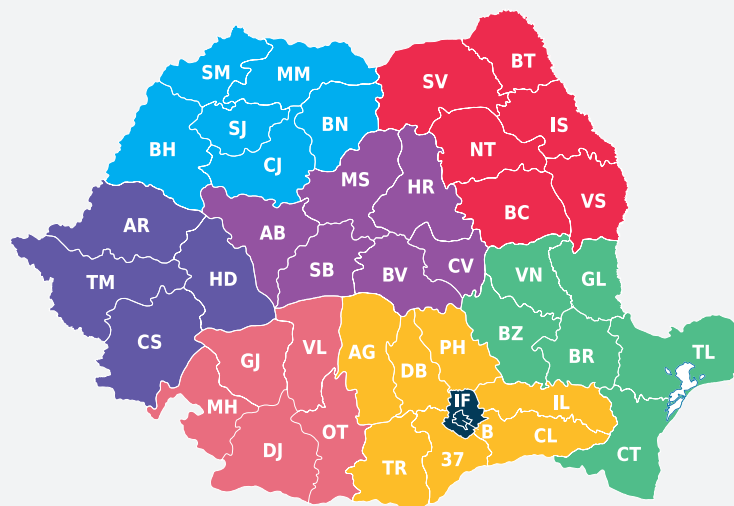 BT
SM
MM
SV
BN
IS
SJ
BH
NT
CJ
MS
HR
VS
BC
AR
AB
CV
SB
BV
VN
GL
HD
TM
BZ
CS
VL
PH
AG
TL
BR
GJ
DB
IF
IL
MH
OT
B
CL
DJ
CT
37
TR